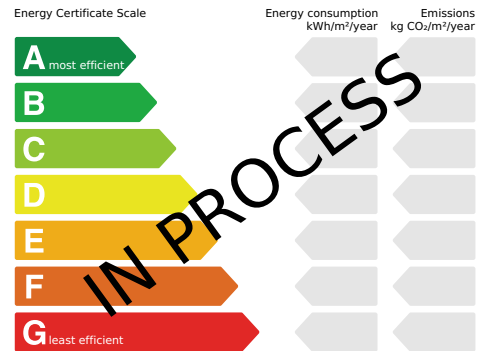 Energy Certificate Scale
Energy consumption
kWh/m²/year
Emissions
kg CO₂/m²/year
A most efficient
B
C
D
E
F
G least efficient
IN PROCESS